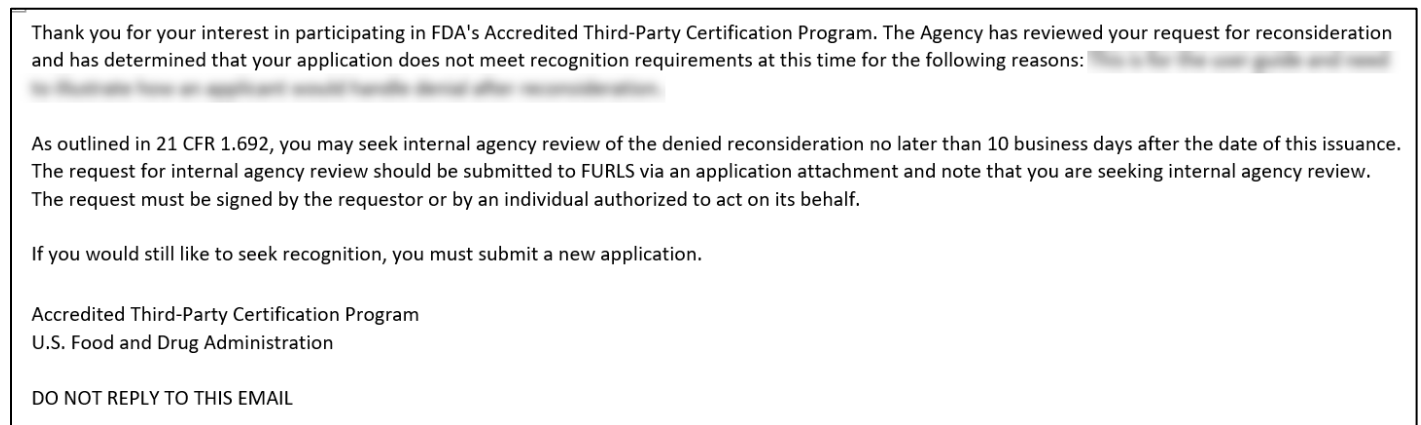 Thank you for your interest in participating in FDA's Accredited Third-Party Certification Program. The Agency has reviewed your request for reconsideration
and has determined that your application does not meet recognition requirements at this time for the following reasons:
As outlined in 21 CFR 1.692, you may seek internal agency review of the denied reconsideration no later than 10 business days after the date of this issuance.
The request for internal agency review should be submitted to FURLS via an application attachment and note that you are seeking internal agency review.
The request must be signed by the requestor or by an individual authorized to act on its behalf.
If you would still like to seek recognition, you must submit a new application.
Accredited Third-Party Certification Program
U.S. Food and Drug Administration
DO NOT REPLY TO THIS EMAIL